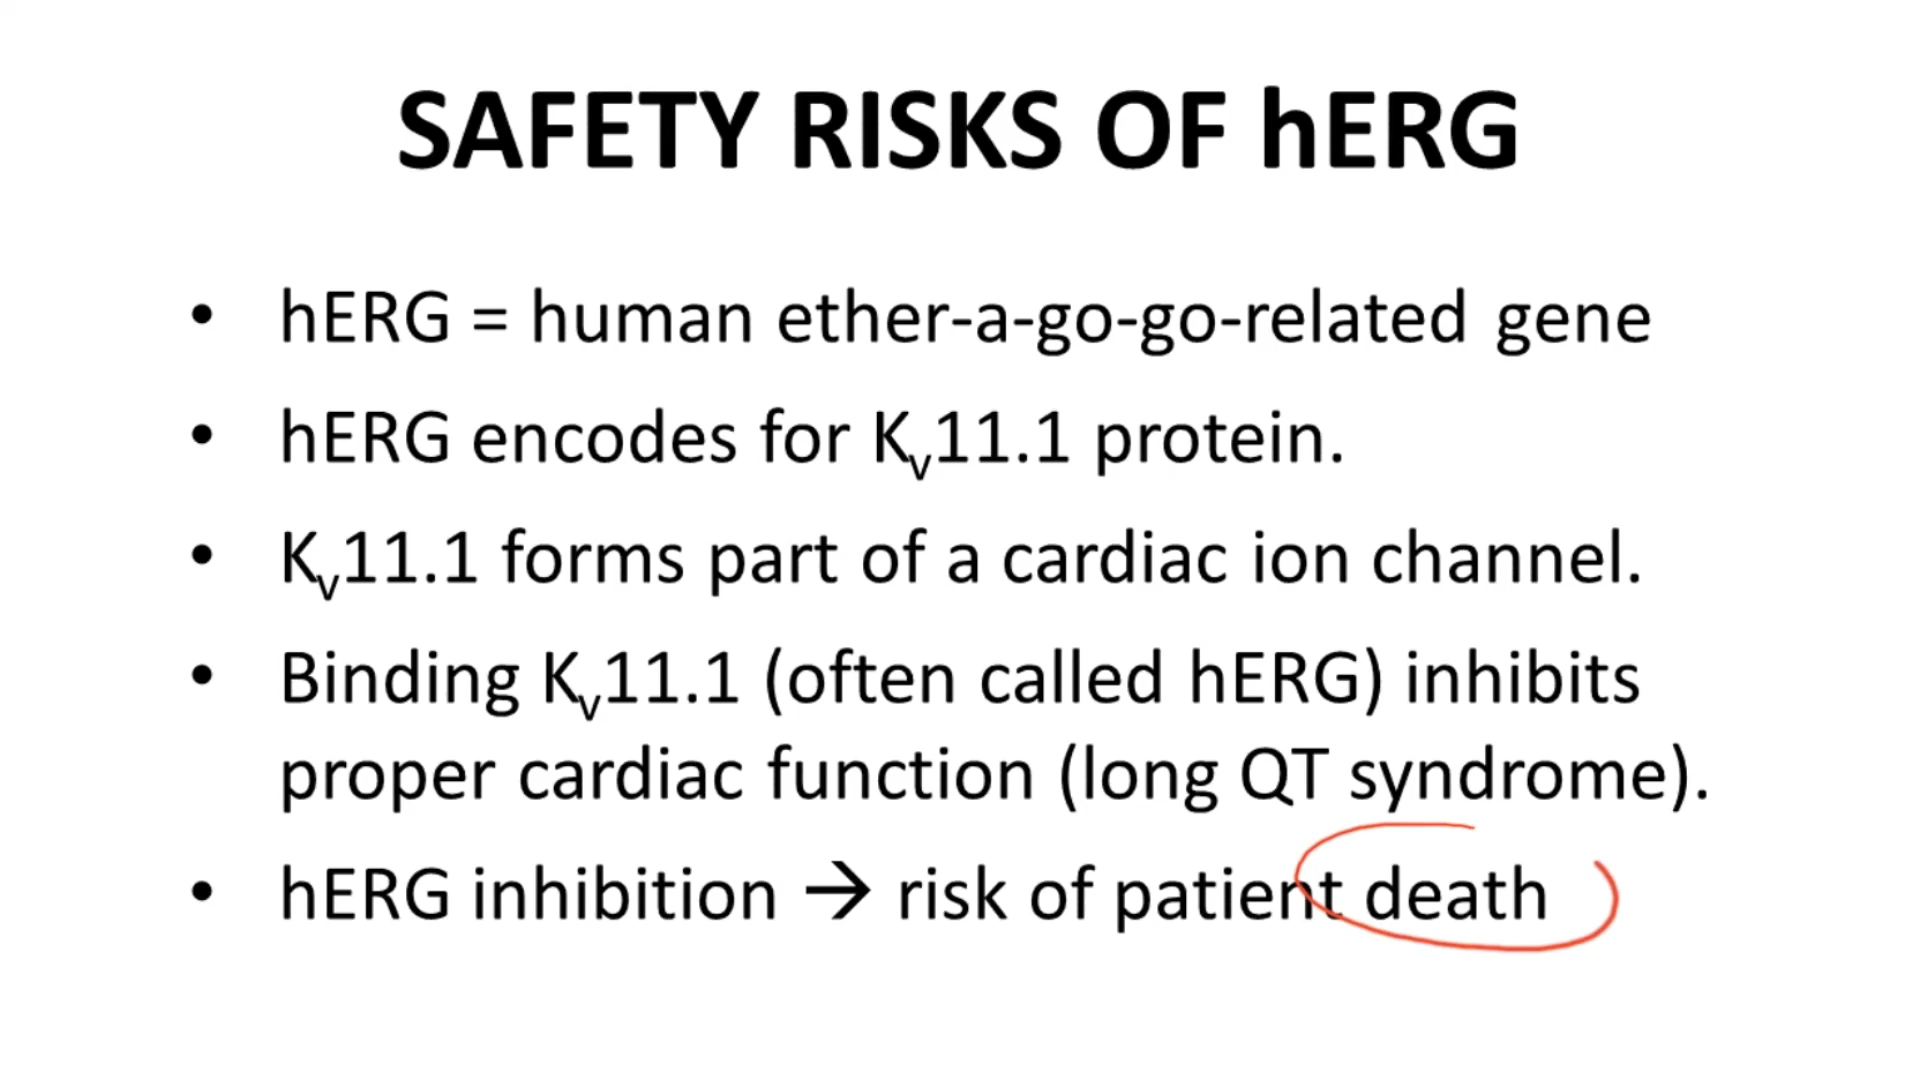 SAFETY RISKS OF hERG
• hERG = human ether-a-go-go-related gene
• hERG encodes for Kᵥ11.1 protein.
• Kᵥ11.1 forms part of a cardiac ion channel.
• Binding Kᵥ11.1 (often called hERG) inhibits
proper cardiac function (long QT syndrome).
• hERG inhibition → risk of patient death